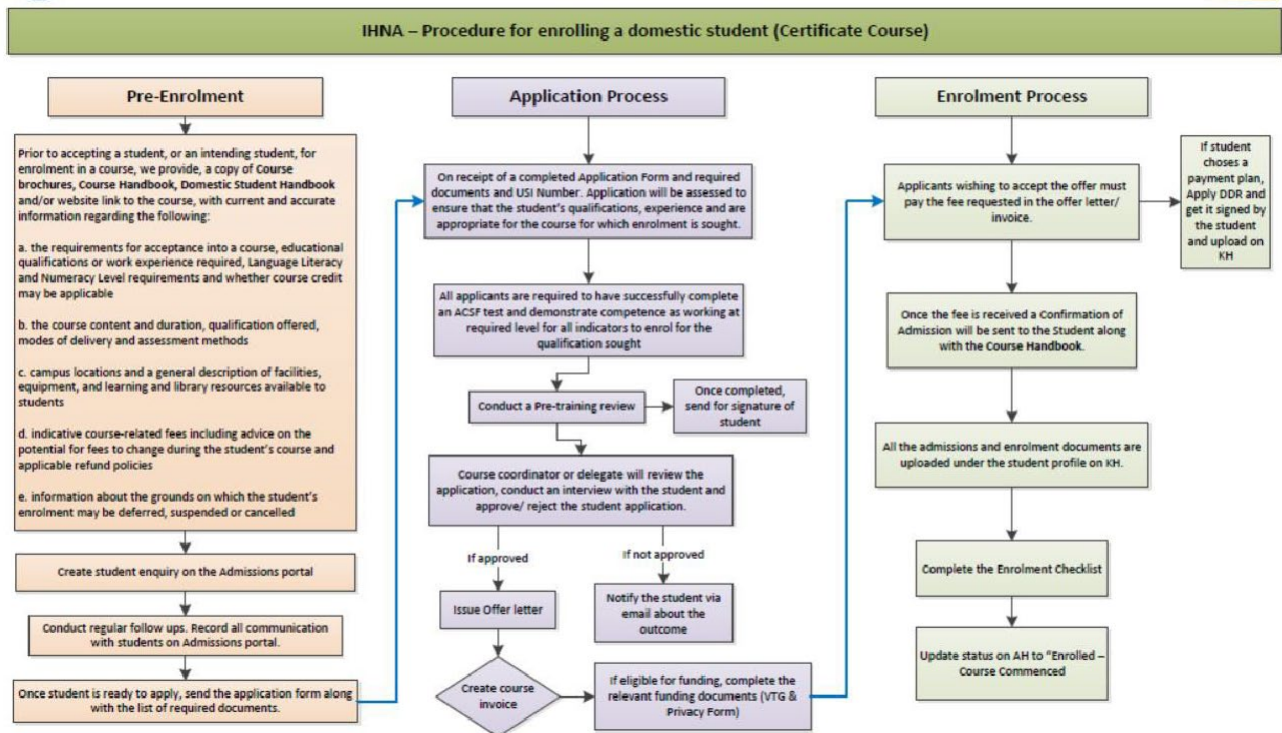 IHNA – Procedure for enrolling a domestic student (Certificate Course)
Pre-Enrolment
Prior to accepting a student, or an intending student, for
enrolment in a course, we provide, a copy of Course
brochures, Course Handbook, Domestic Student Handbook
and/or website link to the course, with current and accurate
information regarding the following:
a. the requirements for acceptance into a course, educational
qualifications or work experience required, Language Literacy
and Numeracy Level requirements and whether course credit
may be applicable
b. the course content and duration, qualification offered,
modes of delivery and assessment methods
c. campus locations and a general description of facilities,
equipment, and learning and library resources available to
students
d. indicative course-related fees including advice on the
potential for fees to change during the student's course and
applicable refund policies
e. information about the grounds on which the student's
enrolment may be deferred, suspended or cancelled
Create student enquiry on the Admissions portal
Conduct regular follow ups. Record all communication
with students on Admissions portal.
Once student is ready to apply, send the application form along
with the list of required documents.
Application Process
On receipt of a completed Application Form and required
documents and USI Number. Application will be assessed to
ensure that the student's qualifications, experience and are
appropriate for the course for which enrolment is sought.
All applicants are required to have successfully complete
an ACSF test and demonstrate competence as working at
required level for all indicators to enrol for the
qualification sought
Conduct a Pre-training review
Once completed,
send for signature of
student
Course coordinator or delegate will review the
application, conduct an interview with the student and
approve/ reject the student application.
If approved
If not approved
Issue Offer letter
Notify the student via
email about the
outcome
Create course
invoice
If eligible for funding, complete the
relevant funding documents (VTG &
Privacy Form)
Enrolment Process
Applicants wishing to accept the offer must
pay the fee requested in the offer letter/
invoice.
If student
choses a
payment plan,
Apply DDR and
get it signed by
the student
and upload on
KH
Once the fee is received a Confirmation of
Admission will be sent to the Student along
with the Course Handbook.
All the admissions and enrolment documents are
uploaded under the student profile on KH.
Complete the Enrolment Checklist
Update status on AH to "Enrolled –
Course Commenced